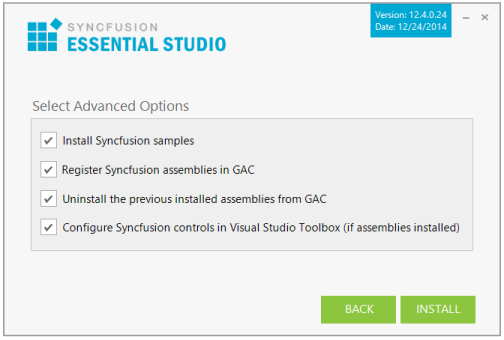 SYNCFUSION
ESSENTIAL STUDIO
Version: 12.4.0.24
Date: 12/24/2014
Select Advanced Options
Install Syncfusion samples
Register Syncfusion assemblies in GAC
Uninstall the previous installed assemblies from GAC
Configure Syncfusion controls in Visual Studio Toolbox (if assemblies installed)
BACK
INSTALL